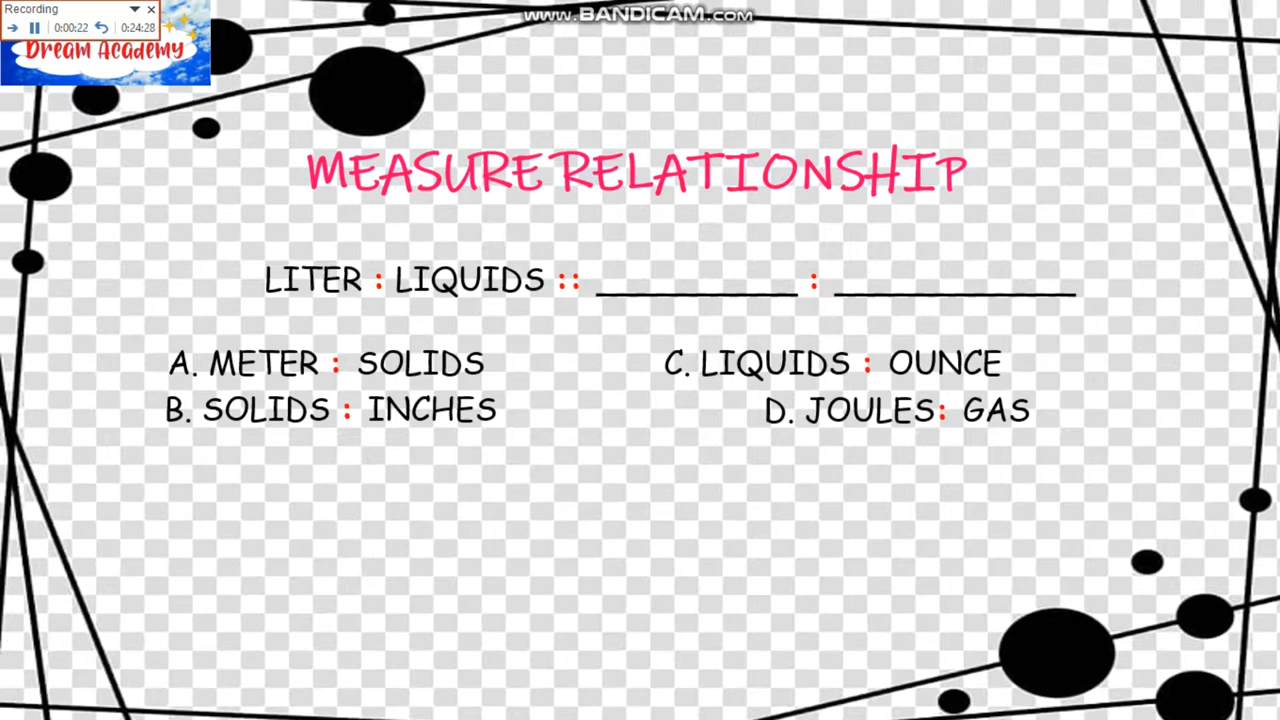 Recording
0:00:22 0:24:28
Dream Academy
www.BANDICAM.com
MEASURE RELATIONSHIP
LITER : LIQUIDS :: __________ : ____________
A. METER : SOLIDS
C. LIQUIDS : OUNCE
B. SOLIDS : INCHES
D. JOULES: GAS